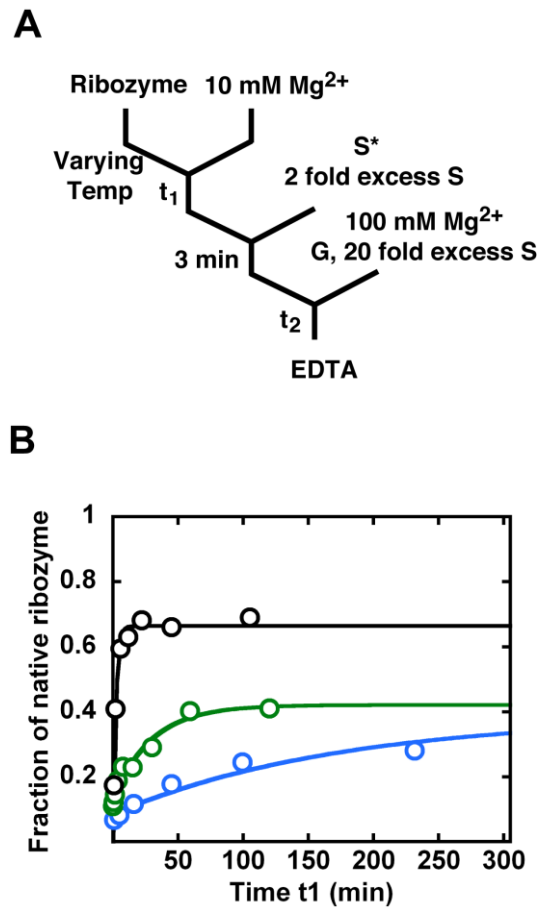 A
Ribozyme 10 mM Mg2+
Varying
Temp
t1
S*
2 fold excess S
100 mM Mg2+
G, 20 fold excess S
3 min
t2
EDTA
B
Fraction of native ribozyme
1
0.8
0.6
0.4
0.2
50 100 150 200 250 300
Time t1 (min)